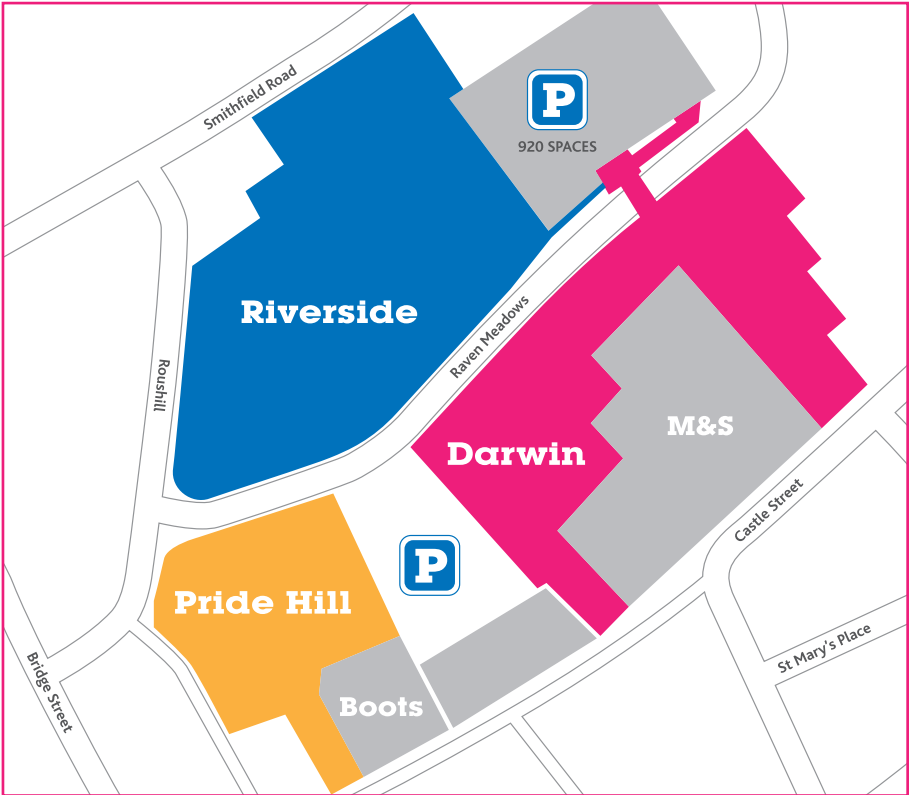 Smithfield Road
P
920 SPACES
Riverside
Raven Meadows
Roushill
M&S
Darwin
Castle Street
P
Pride Hill
St Mary's Place
Bridge Street
Boots